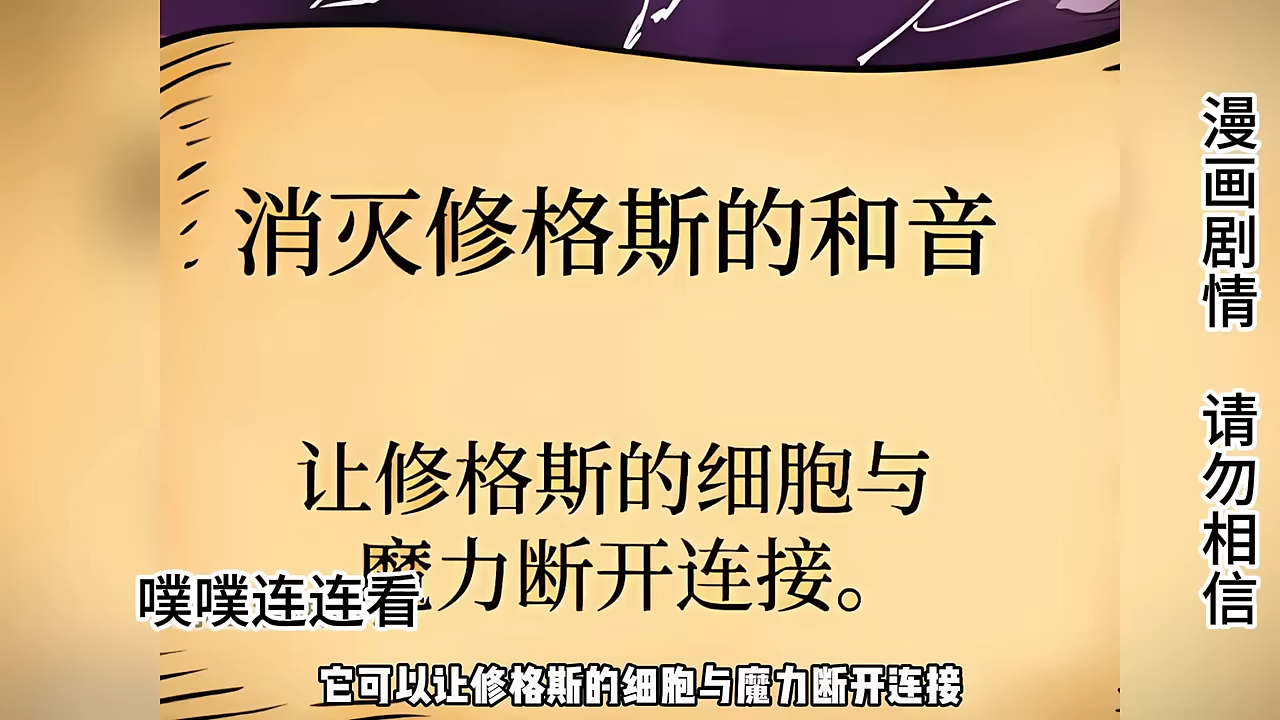 消灭修格斯的和音
让修格斯的细胞与
魔力断开连接。
噗噗连连看
它可以让修格斯的细胞与魔力断开连接
漫画剧情 请勿相信